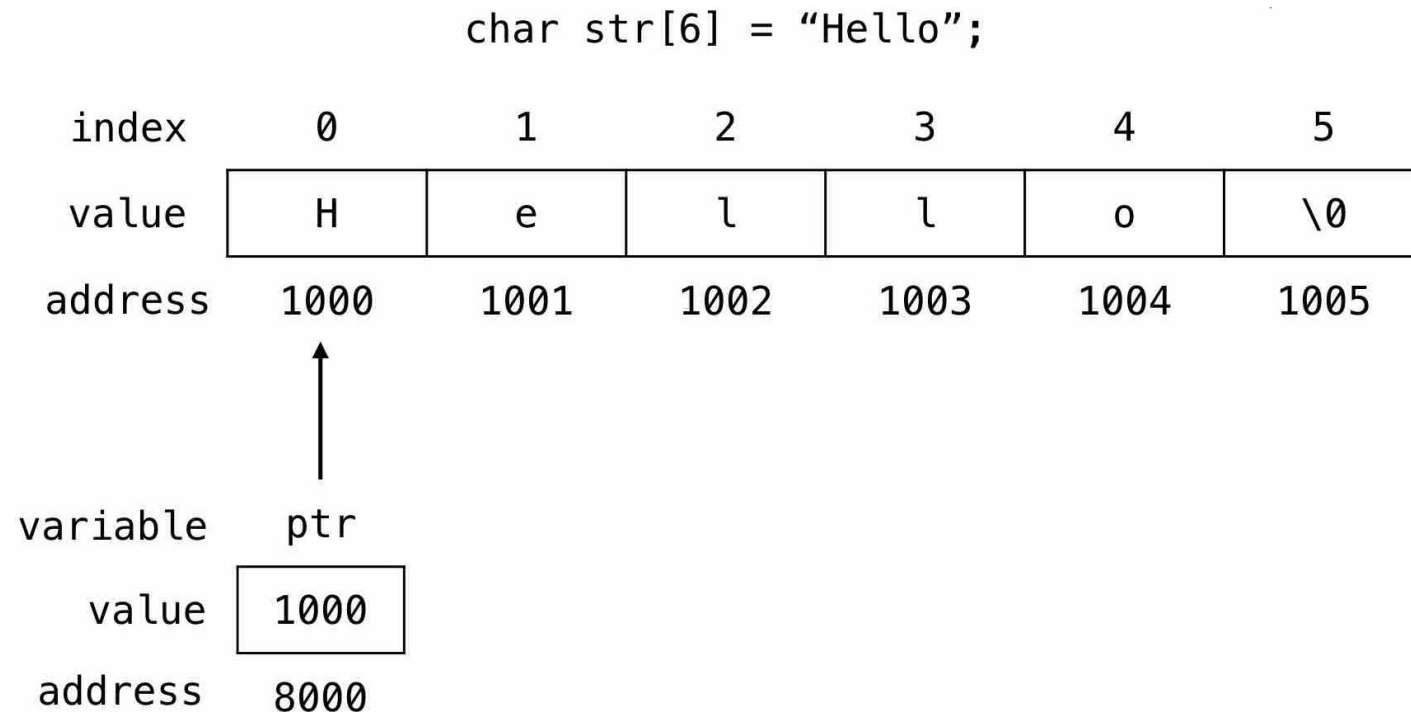 char str[6] = “Hello”;
index 0 1 2 3 4 5
value H e l l o \0
address 1000 1001 1002 1003 1004 1005
variable ptr
value 1000
address 8000